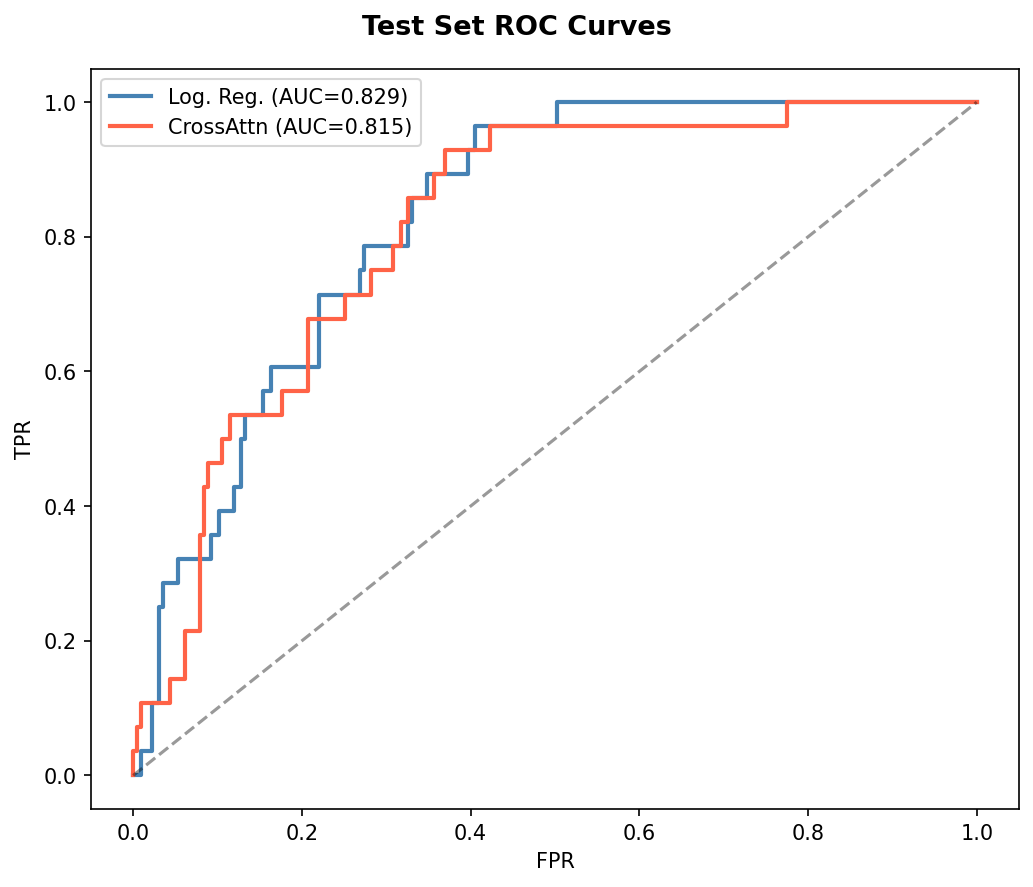 Test Set ROC Curves
Log. Reg. (AUC=0.829)
CrossAttn (AUC=0.815)
1.0
0.8
0.6
0.4
0.2
0.0
TPR
0.0 0.2 0.4 0.6 0.8 1.0
FPR